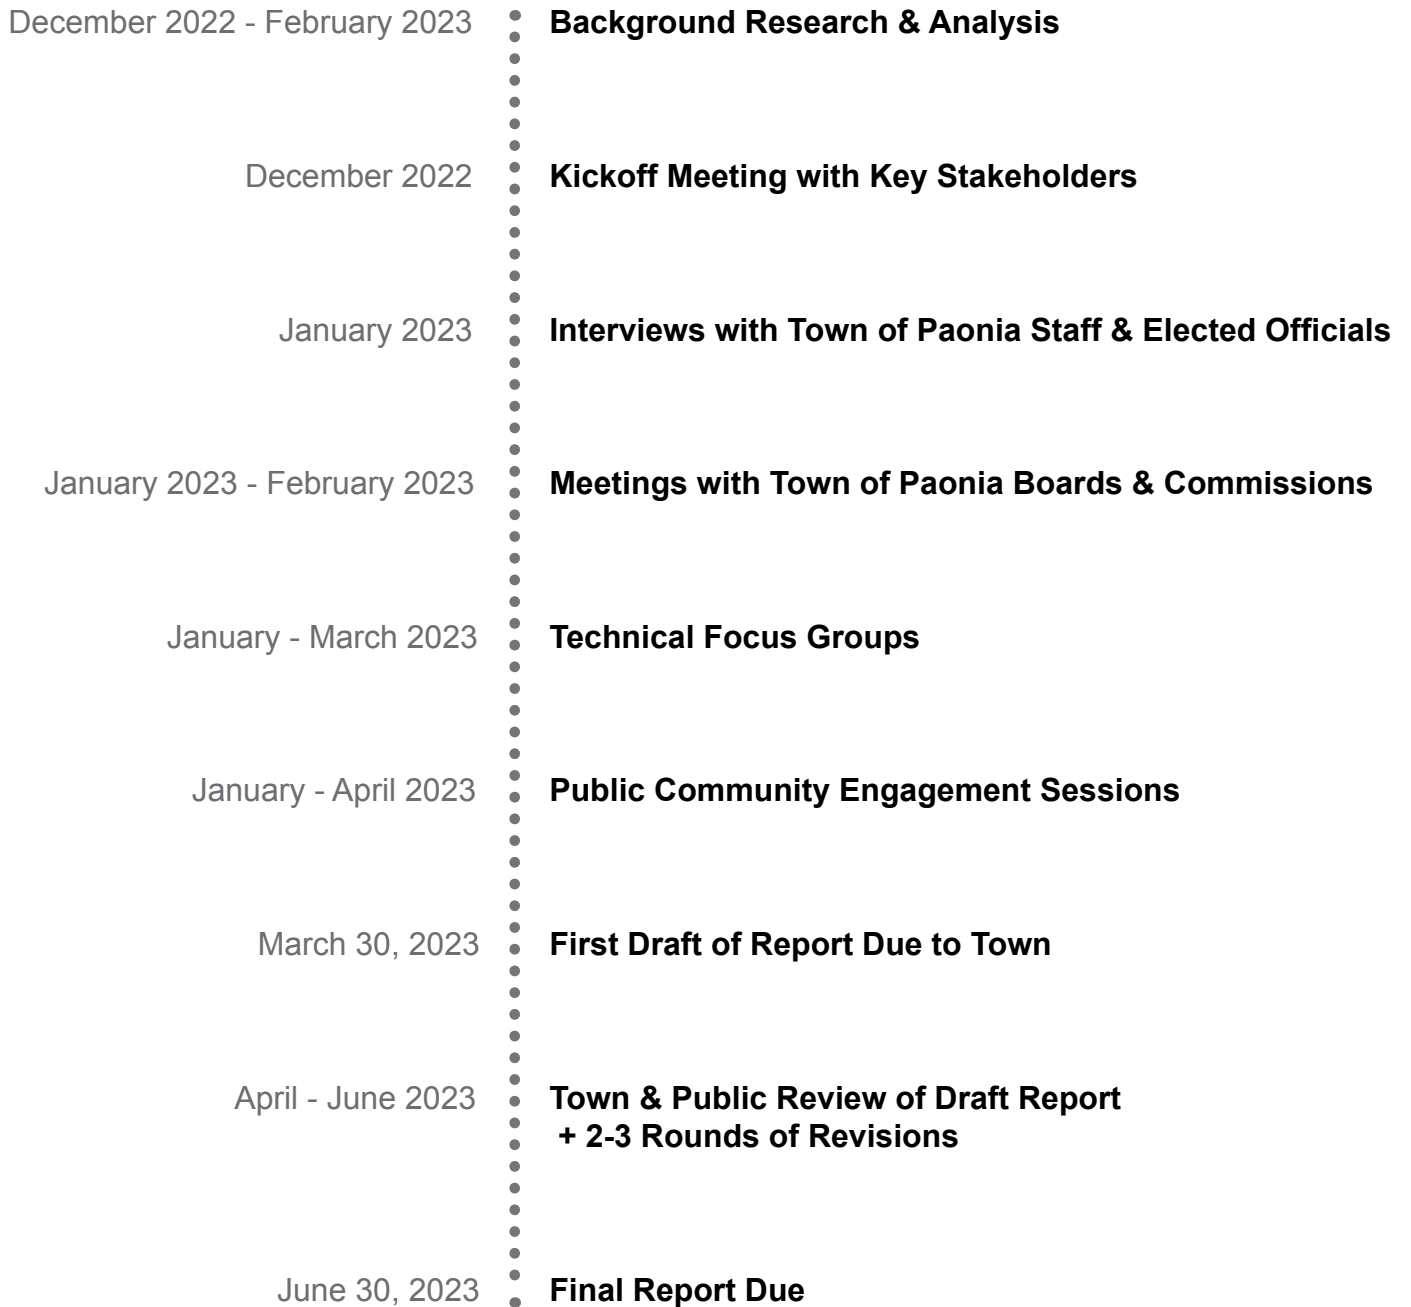 December 2022 - February 2023 Background Research & Analysis
December 2022 Kickoff Meeting with Key Stakeholders
January 2023 Interviews with Town of Paonia Staff & Elected Officials
January 2023 - February 2023 Meetings with Town of Paonia Boards & Commissions
January - March 2023 Technical Focus Groups
January - April 2023 Public Community Engagement Sessions
March 30, 2023 First Draft of Report Due to Town
April - June 2023 Town & Public Review of Draft Report
+ 2-3 Rounds of Revisions
June 30, 2023 Final Report Due